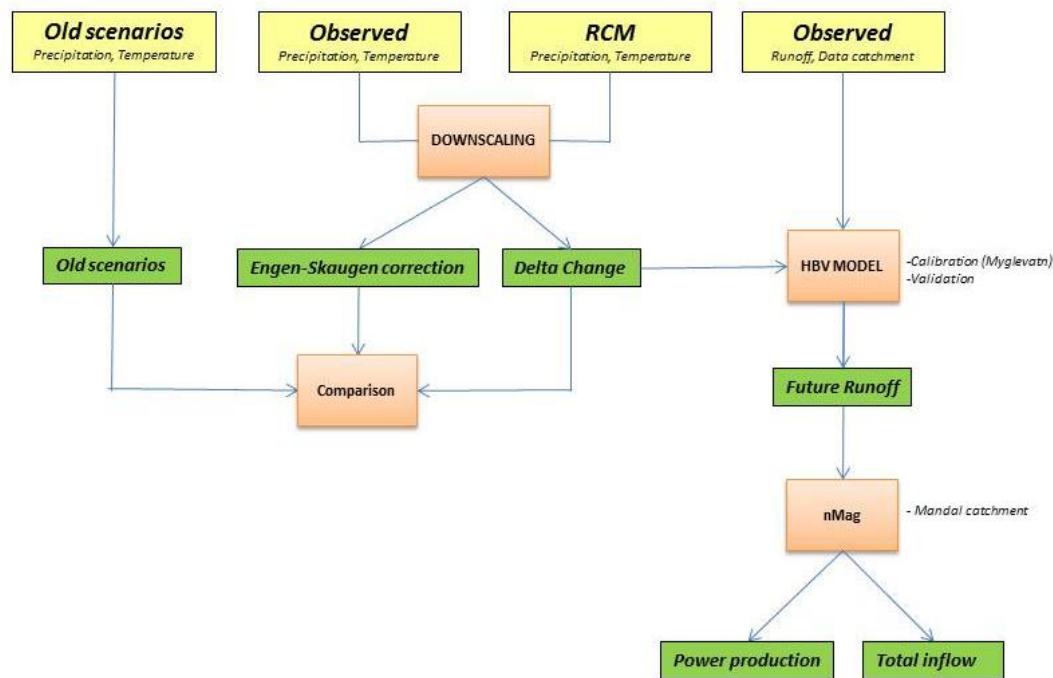 Old scenarios
Precipitation, Temperature
Observed
Precipitation, Temperature
RCM
Precipitation, Temperature
Observed
Runoff, Data catchment
DOWNSCALING
Old scenarios
Engen-Skaugen correction
Delta Change
HBV MODEL
-Calibration (Myglevatn)
-Validation
Comparison
Future Runoff
nMag
- Mandal catchment
Power production
Total inflow